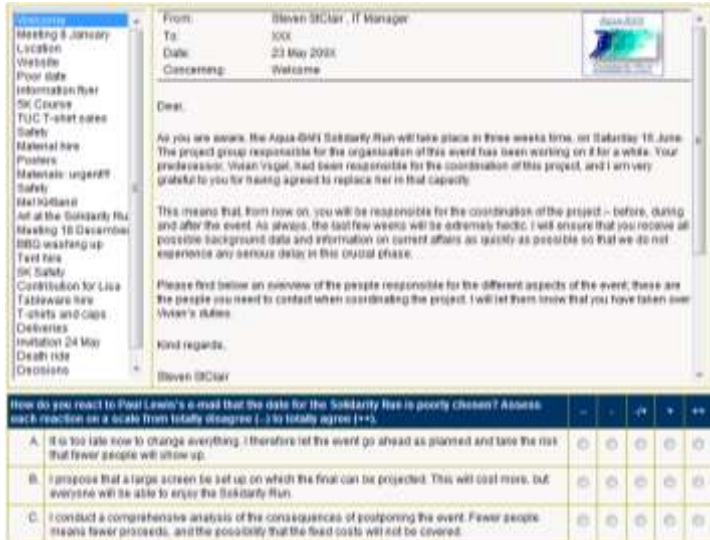 Welcome
Meeting 8 January
Location
Website
Poor date
Information flyer
5K Course
TUC T-shirt sales
Safety
Material hire
Posters
Materials: urgent!!!
Safety
Mel Kirtland
Art at the Solidarity Ru
Meeting 18 December
BBQ washing up
Tent hire
5K Safety
Contribution for Lisa
Tableware hire
T-shirts and caps
Deliveries
Invitation 24 May
Death ride
Decisions
From: Steven StClair, IT Manager
To: XXX
Date: 23 May 200X
Concerning: Welcome
Dear,
As you are aware, the Aqua-BAN Solidarity Run will take place in three weeks time, on Saturday 16 June.
The project group responsible for the organisation of this event has been working on it for a while. Your
predecessor, Vivian Vogel, had been responsible for the coordination of this project, and I am very
grateful to you for having agreed to replace her in that capacity.
This means that, from now on, you will be responsible for the coordination of the project – before, during
and after the event. As always, the last few weeks will be extremely hectic. I will ensure that you receive all
possible background data and information on current affairs as quickly as possible so that we do not
experience any serious delay in this crucial phase.
Please find below an overview of the people responsible for the different aspects of the event; these are
the people you need to contact when coordinating the project. I will let them know that you have taken over
Vivian's duties.
Kind regards,
Steven StClair
How do you react to Paul Lewin's e-mail that the date for the Solidarity Run is poorly chosen? Assess
each reaction on a scale from totally disagree (--) to totally agree (++).
-- - -/+ + ++
A. It is too late now to change everything. I therefore let the event go ahead as planned and take the risk
that fewer people will show up.
B. I propose that a large screen be set up on which the final can be projected. This will cost more, but
everyone will be able to enjoy the Solidarity Run.
C. I conduct a comprehensive analysis of the consequences of postponing the event. Fewer people
means fewer proceeds, and the possibility that the fixed costs will not be covered.